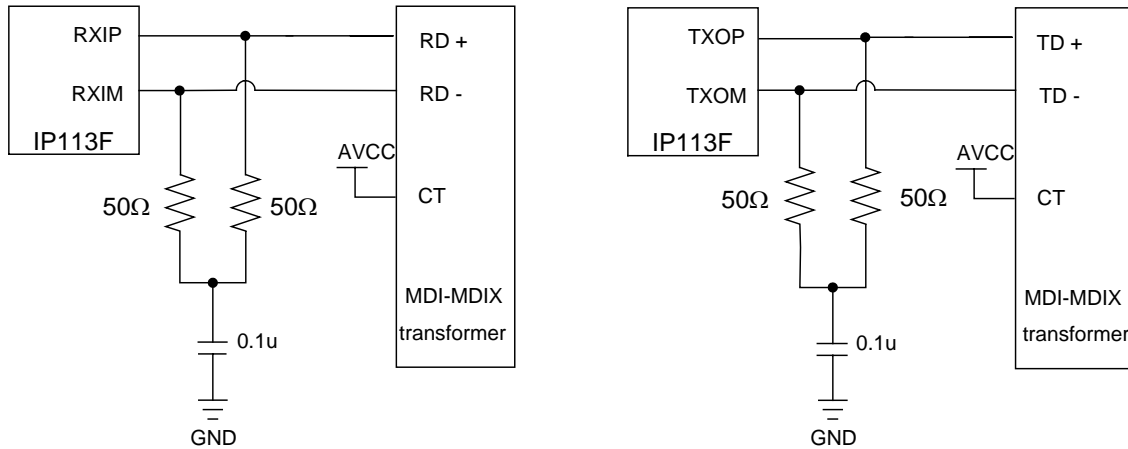 RXIP
RD +
RXIM
RD -
IP113F
AVCC
50Ω
50Ω
CT
MDI-MDIX
transformer
0.1u
GND
TXOP
TD +
TXOM
TD -
IP113F
AVCC
50Ω
50Ω
CT
MDI-MDIX
transformer
0.1u
GND